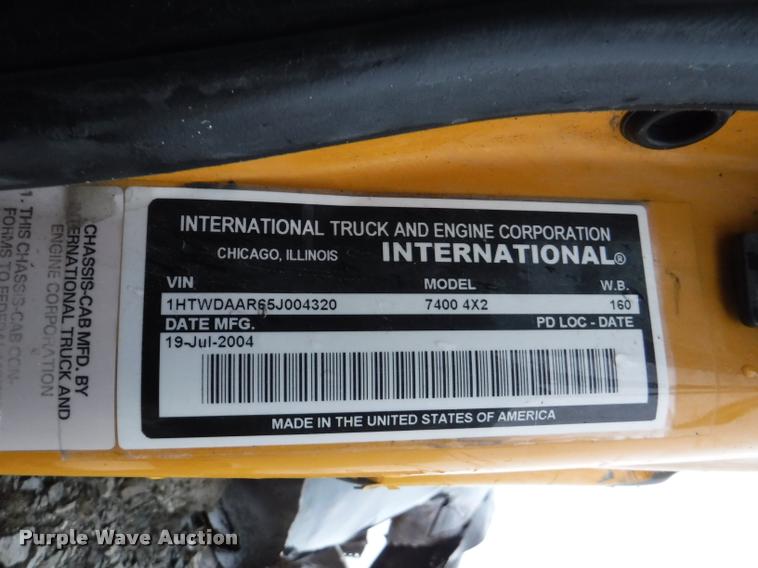 INTERNATIONAL TRUCK AND ENGINE CORPORATION
CHICAGO, ILLINOIS INTERNATIONAL®
VIN MODEL W.B.
1HTWDAAR65J004320 7400 4X2 160
DATE MFG. PD LOC - DATE
19-Jul-2004
MADE IN THE UNITED STATES OF AMERICA
CHASSIS-CAB MFD. BY
INTERNATIONAL TRUCK AND
ENGINE CORPORATION
1. THIS CHASSIS-CAB CON-
FORMS TO FEDERAL
Purple Wave Auction